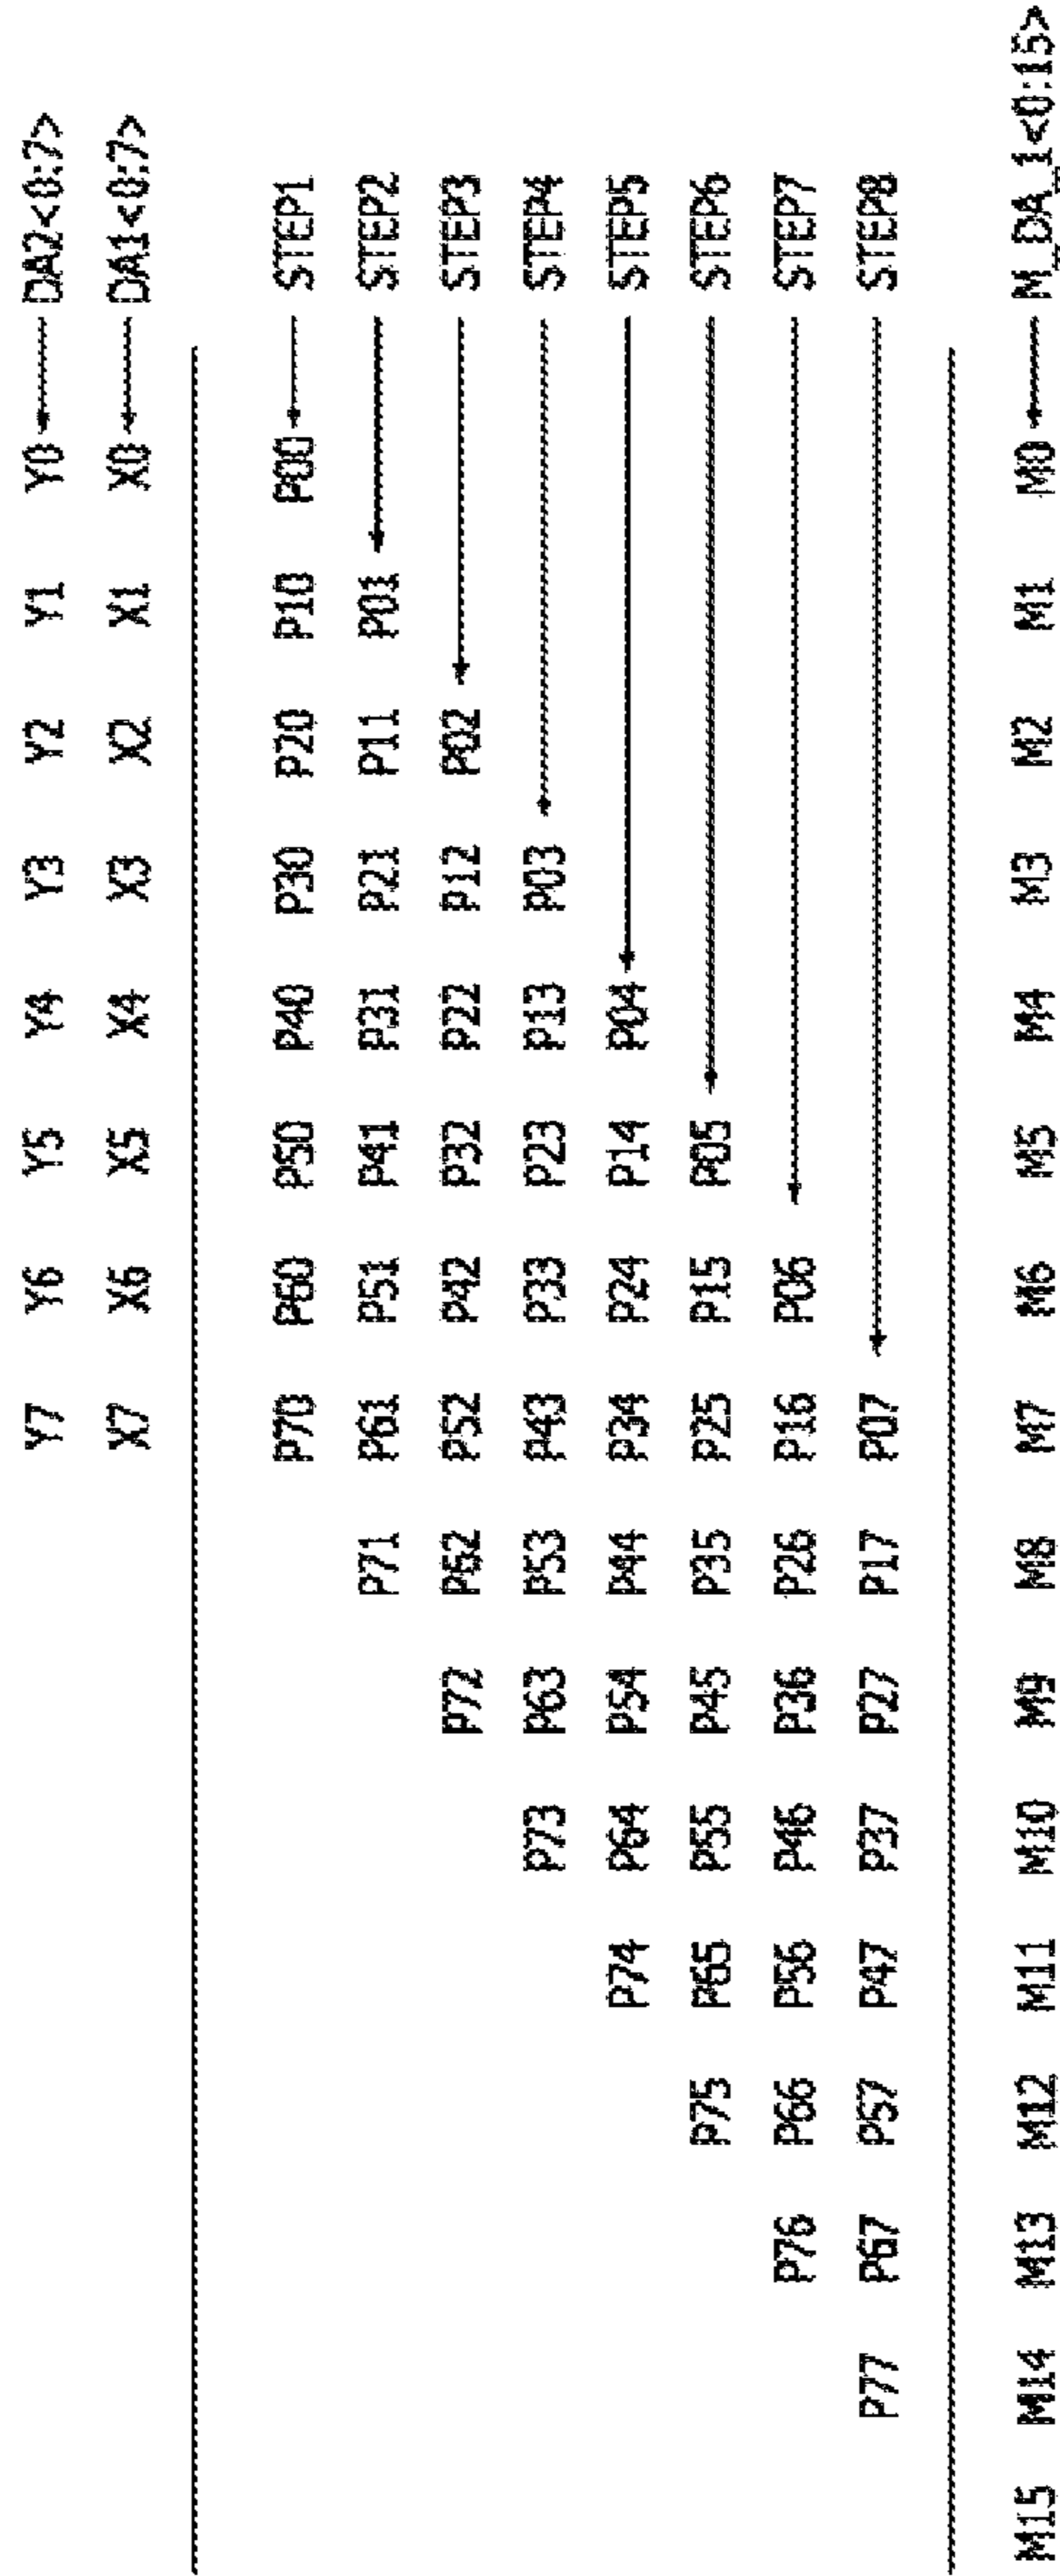 Y7 Y6 Y5 Y4 Y3 Y2 Y1 Y0 DA2<0:7>
X7 X6 X5 X4 X3 X2 X1 X0 DA1<0:7>
P70 P60 P50 P40 P30 P20 P10 P00 STEP1
P71 P61 P51 P41 P31 P21 P11 P01 STEP2
P72 P62 P52 P42 P32 P22 P12 P02 STEP3
P73 P63 P53 P43 P33 P23 P13 P03 STEP4
P74 P64 P54 P44 P34 P24 P14 P04 STEP5
P75 P65 P55 P45 P35 P25 P15 P05 STEP6
P76 P66 P56 P46 P36 P26 P16 P06 STEP7
P77 P67 P57 P47 P37 P27 P17 P07 STEP8
M15 M14 M13 M12 M11 M10 M9 M8 M7 M6 M5 M4 M3 M2 M1 M0 M_DA_1<0:15>